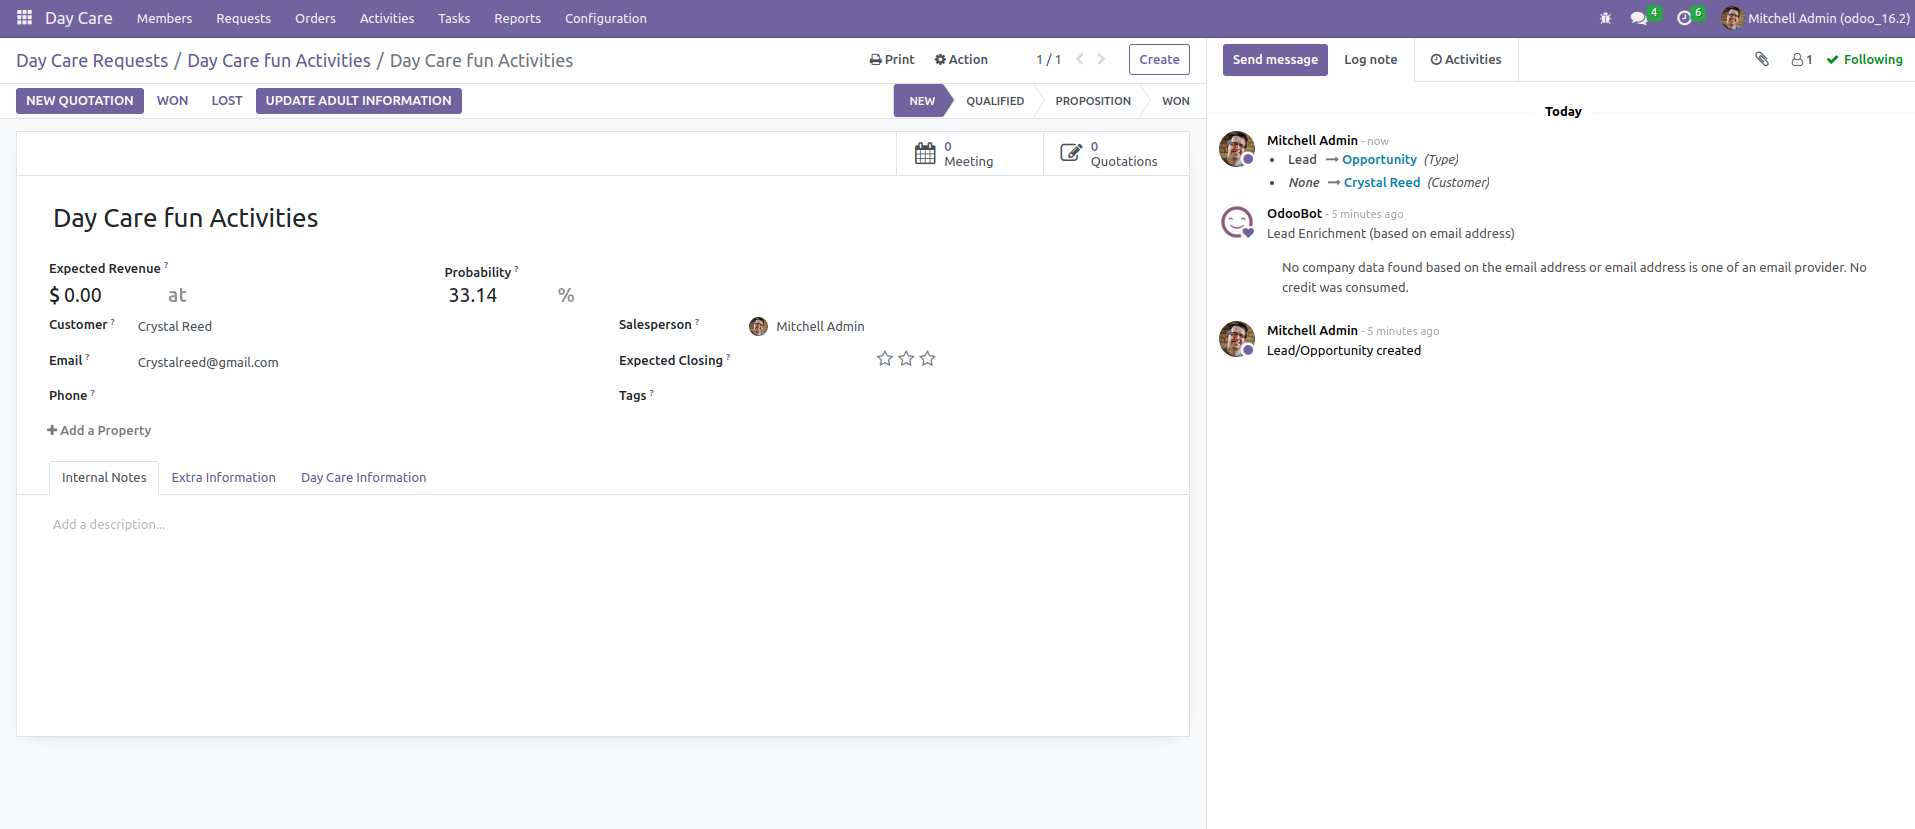 Day Care Members Requests Orders Activities Tasks Reports Configuration 4 6 Mitchell Admin (odoo_16.2)
Day Care Requests / Day Care fun Activities / Day Care fun Activities Print Action 1 / 1 Create
NEW QUOTATION WON LOST UPDATE ADULT INFORMATION NEW QUALIFIED PROPOSITION WON
0
Meeting
0
Quotations
Day Care fun Activities
Expected Revenue ? Probability ?
$ 0.00 at 33.14 %
Customer ? Crystal Reed Salesperson ? Mitchell Admin
Email ? Crystalreed@gmail.com Expected Closing ?
Phone ? Tags ?
Add a Property
Internal Notes Extra Information Day Care Information
Add a description...
Send message Log note Activities 1 Following
Today
Mitchell Admin - now
• Lead → Opportunity (Type)
• None → Crystal Reed (Customer)
OdooBot - 5 minutes ago
Lead Enrichment (based on email address)
No company data found based on the email address or email address is one of an email provider. No
credit was consumed.
Mitchell Admin - 5 minutes ago
Lead/Opportunity created